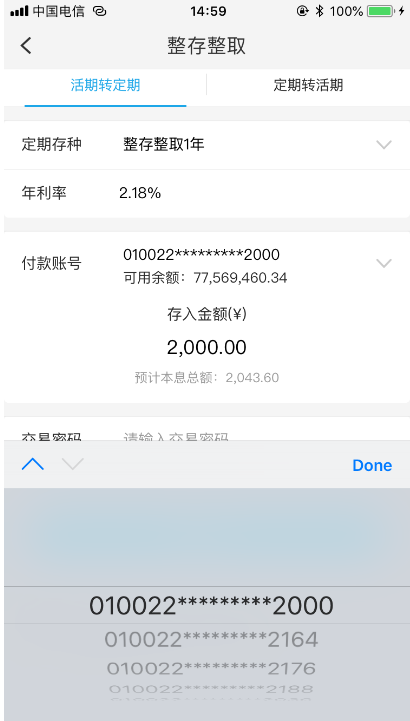 中国电信 14:59 100%
整存整取
活期转定期 定期转活期
定期存种 整存整取1年
年利率 2.18%
付款账号 010022*********2000
可用余额：77,569,460.34
存入金额(¥)
2,000.00
预计本息总额：2,043.60
交易密码 请输入交易密码
Done
010022*********2000
010022*********2164
010022*********2176
010022*********2188